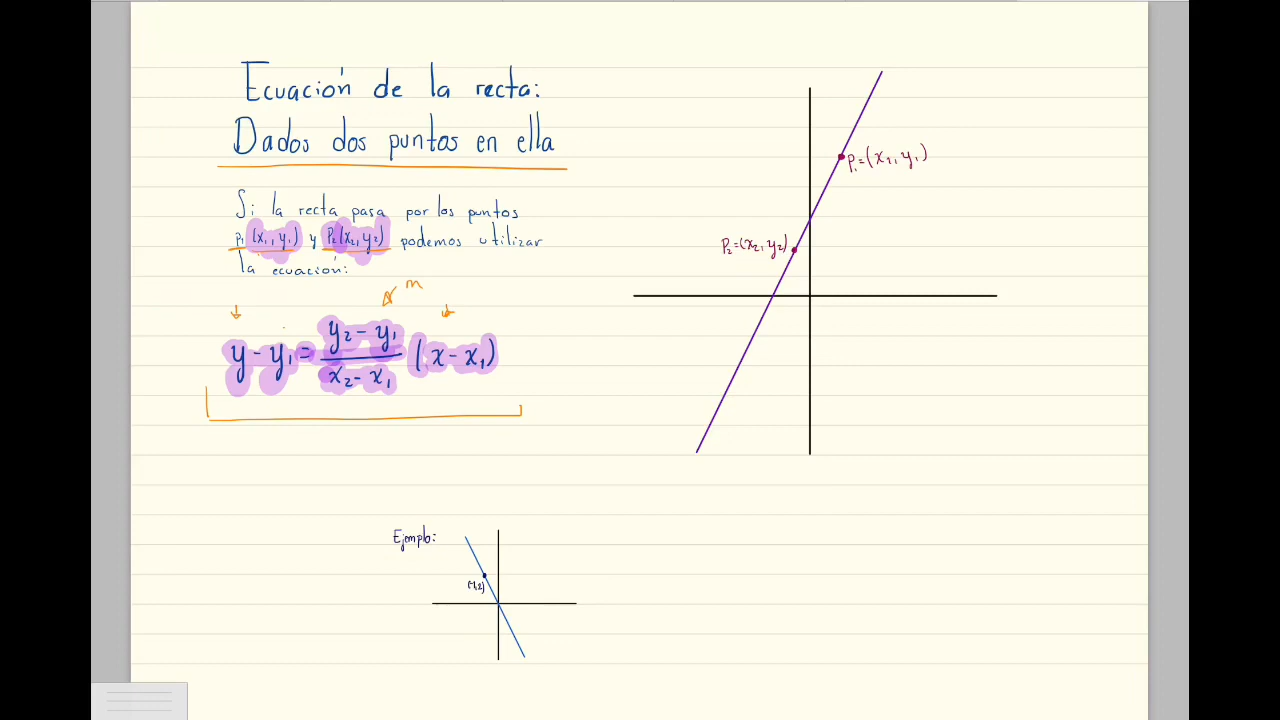 Ecuación de la recta:
Dados dos puntos en ella
Si la recta pasa por los puntos
P1 (x1, y1) y P2(x2, y2) podemos utilizar
la ecuación:
m
y - y1 = y2 - y1 / x2 - x1 (x - x1)
P1=(x1, y1)
P2=(x2, y2)
Ejemplo: